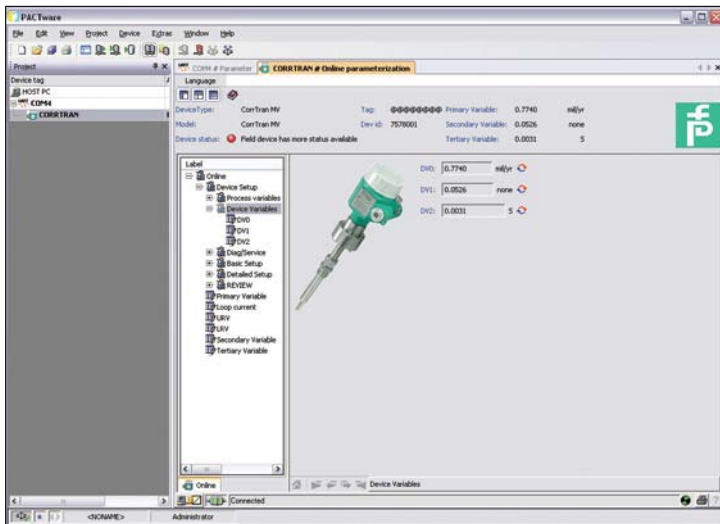 PACTware
File Edit View Project Device Extras Window Help
Project
COM4 # Parameter CORRTRAN # Online parameterization
Device tag
Language
HOST PC
COM4
CORRTRAN
DeviceType: CorrTran MV Tag: @@@@@@@@ Primary Variable: 0.7740 mil/yr
Model: CorrTran MV Dev id: 7578001 Secondary Variable: 0.0526 none
Device status: Field device has more status available Tertiary Variable: 0.0031 S
Label
Online
Device Setup
Process variables
Device Variables
DV0
DV1
DV2
Diag/Service
Basic Setup
Detailed Setup
REVIEW
Primary Variable
Loop current
URV
LRV
Secondary Variable
Tertiary Variable
DV0: 0.7740 mil/yr
DV1: 0.0526 none
DV2: 0.0031 S
Online
Device Variables
Connected
<NONAME> Administrator